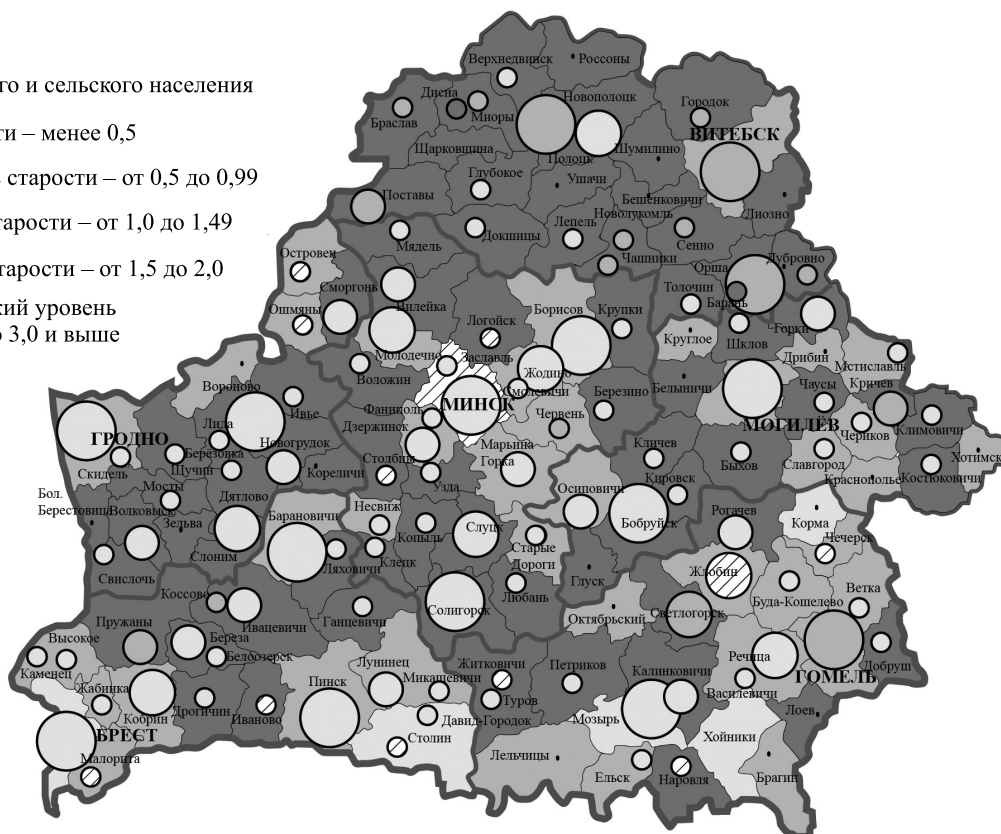 го и сельского населения
ти – менее 0,5
ь старости – от 0,5 до 0,99
тарости – от 1,0 до 1,49
тарости – от 1,5 до 2,0
кий уровень
о 3,0 и выше
Верхнедвинск
Россоны
Дисна
Браслав
Миоры
Новополоцк
Городок
ВИТЕБСК
Щарковщина
Полоцк
Шумилино
Глубокое
Ушачи
Бешенковичи
Поставы
Лиозно
Мядель
Докшицы
Лепель
Новолукомль
Чашники
Сенно
Островец
Сморгонь
Ошмяны
Вилейка
Орша
Дубровно
Толочин
Барань
Логойск
Борисов
Крупки
Круглое
Шклов
Горки
Молодечно
Заславль
Дрибин
Мстиславль
Вороново
Воложин
Жодино
Смолевичи
Белыничи
Чаусы
Кричев
Ивье
МИНСК
Березино
Фаниполь
Червень
МОГИЛЁВ
Чериков
Климовичи
ГРОДНО
Лида
Новогрудок
Дзержинск
Марьина
Горка
Скидель
Берёзовка
Щучин
Кореличи
Столбцы
Узда
Кличев
Быхов
Славгород
Хотимск
Краснополье
Костюковичи
Бол.
Берестовица
Мосты
Дятлово
Кировск
Осиповичи
Волковыск
Зельва
Барановичи
Несвиж
Копыль
Слуцк
Бобруйск
Рогачев
Корма
Чечерск
Слоним
Старые
Дороги
Свислочь
Ляховичи
Клецк
Глуск
Жлобин
Любань
Буда-Кошелево
Ветка
Коссово
Ивацевичи
Ганцевичи
Солигорск
Октябрьский
Светлогорск
Пружаны
Высокое
Береза
Белоозерск
Каменец
Лунинец
Микашевичи
Житковичи
Петриков
Калинковичи
Речица
Добруш
ГОМЕЛЬ
Жабинка
Кобрин
Дрогичин
Иваново
Пинск
Туров
Василевичи
Лоев
БРЕСТ
Давид-Городок
Мозырь
Столин
Хойники
Малорита
Лельчицы
Ельск
Наровля
Брагин